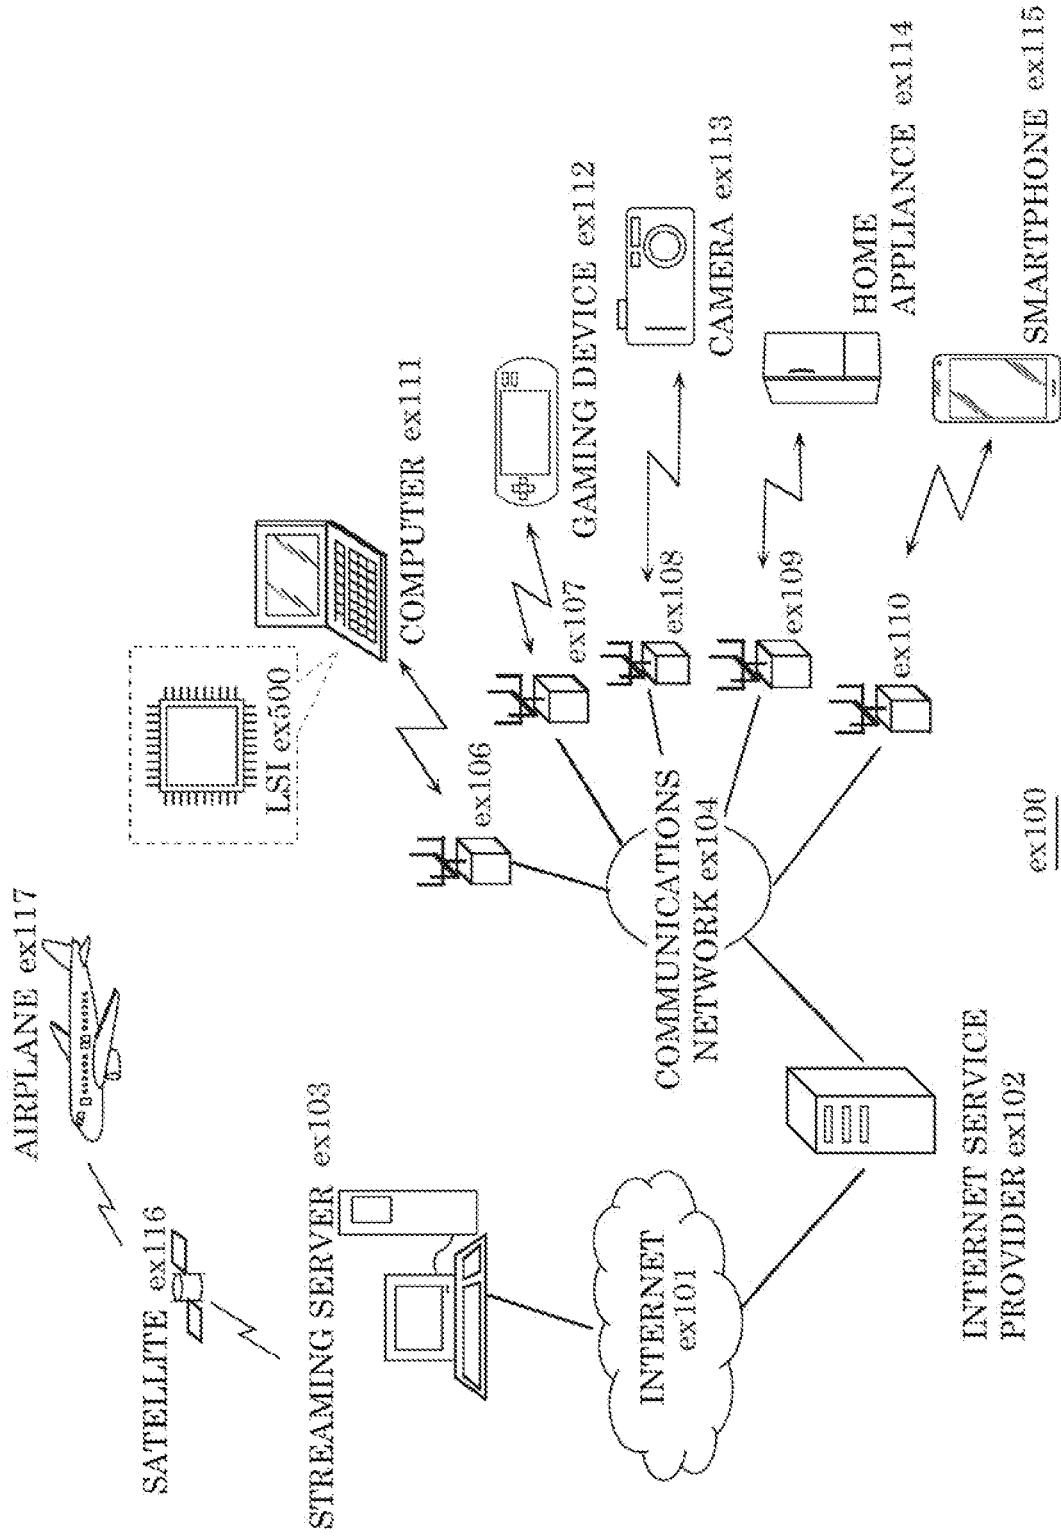 AIRPLANE ex117
SATELLITE ex116
STREAMING SERVER ex103
LSI ex500
COMPUTER ex111
ex106
GAMING DEVICE ex112
ex107
ex108
CAMERA ex113
ex109
HOME
APPLIANCE ex114
ex110
SMARTPHONE ex115
INTERNET
ex101
COMMUNICATIONS
NETWORK ex104
INTERNET SERVICE
PROVIDER ex102
ex100